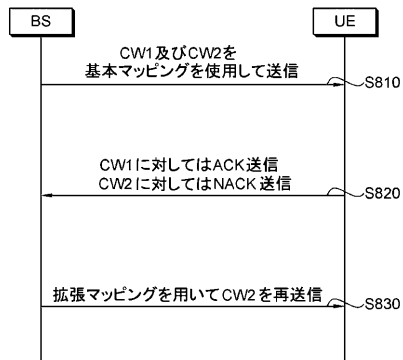 BS
UE
CW1及びCW2を
基本マッピングを使用して送信
S810
CW1に対してはACK送信
CW2に対してはNACK送信
S820
拡張マッピングを用いてCW2を再送信
S830